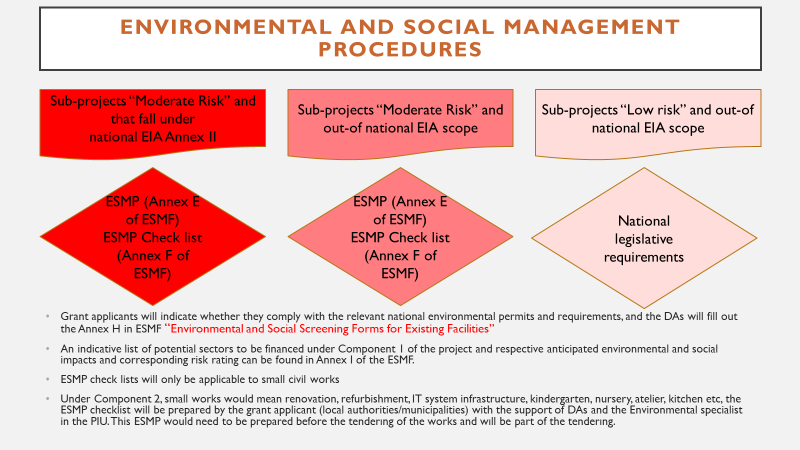 ENVIRONMENTAL AND SOCIAL MANAGEMENT
PROCEDURES
Sub-projects “Moderate Risk” and
that fall under
national EIA Annex II
Sub-projects “Moderate Risk” and
out-of national EIA scope
Sub-projects “Low risk” and out-of
national EIA scope
ESMP (Annex E
of ESMF)
ESMP Check list
(Annex F of
ESMF)
ESMP (Annex E
of ESMF)
ESMP Check list
(Annex F of
ESMF)
National
legislative
requirements
• Grant applicants will indicate whether they comply with the relevant national environmental permits and requirements, and the DAs will fill out
the Annex H in ESMF “Environmental and Social Screening Forms for Existing Facilities”
• An indicative list of potential sectors to be financed under Component 1 of the project and respective anticipated environmental and social
impacts and corresponding risk rating can be found in Annex I of the ESMF.
• ESMP check lists will only be applicable to small civil works
• Under Component 2, small works would mean renovation, refurbishment, IT system infrastructure, kindergarten, nursery, atelier, kitchen etc, the
ESMP checklist will be prepared by the grant applicant (local authorities/municipalities) with the support of DAs and the Environmental specialist
in the PIU. This ESMP would need to be prepared before the tendering of the works and will be part of the tendering.